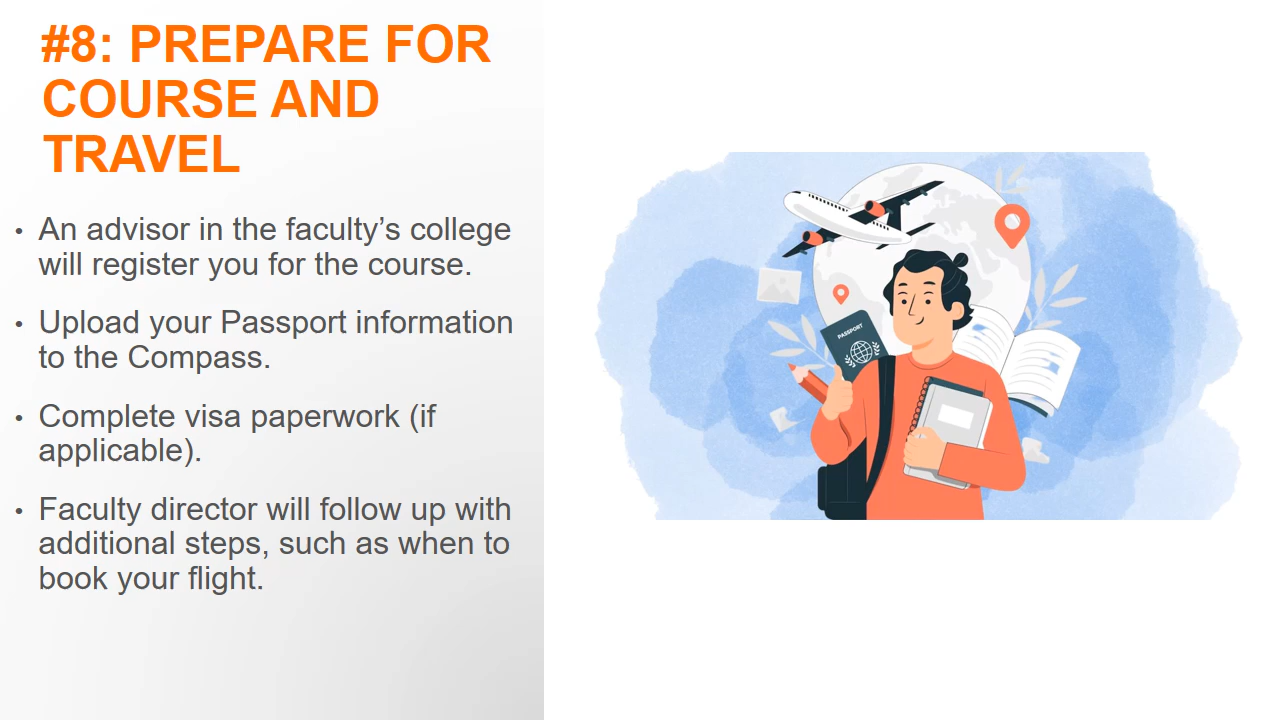 #8: PREPARE FOR
COURSE AND
TRAVEL
• An advisor in the faculty’s college
will register you for the course.
• Upload your Passport information
to the Compass.
• Complete visa paperwork (if
applicable).
• Faculty director will follow up with
additional steps, such as when to
book your flight.
PASSPORT